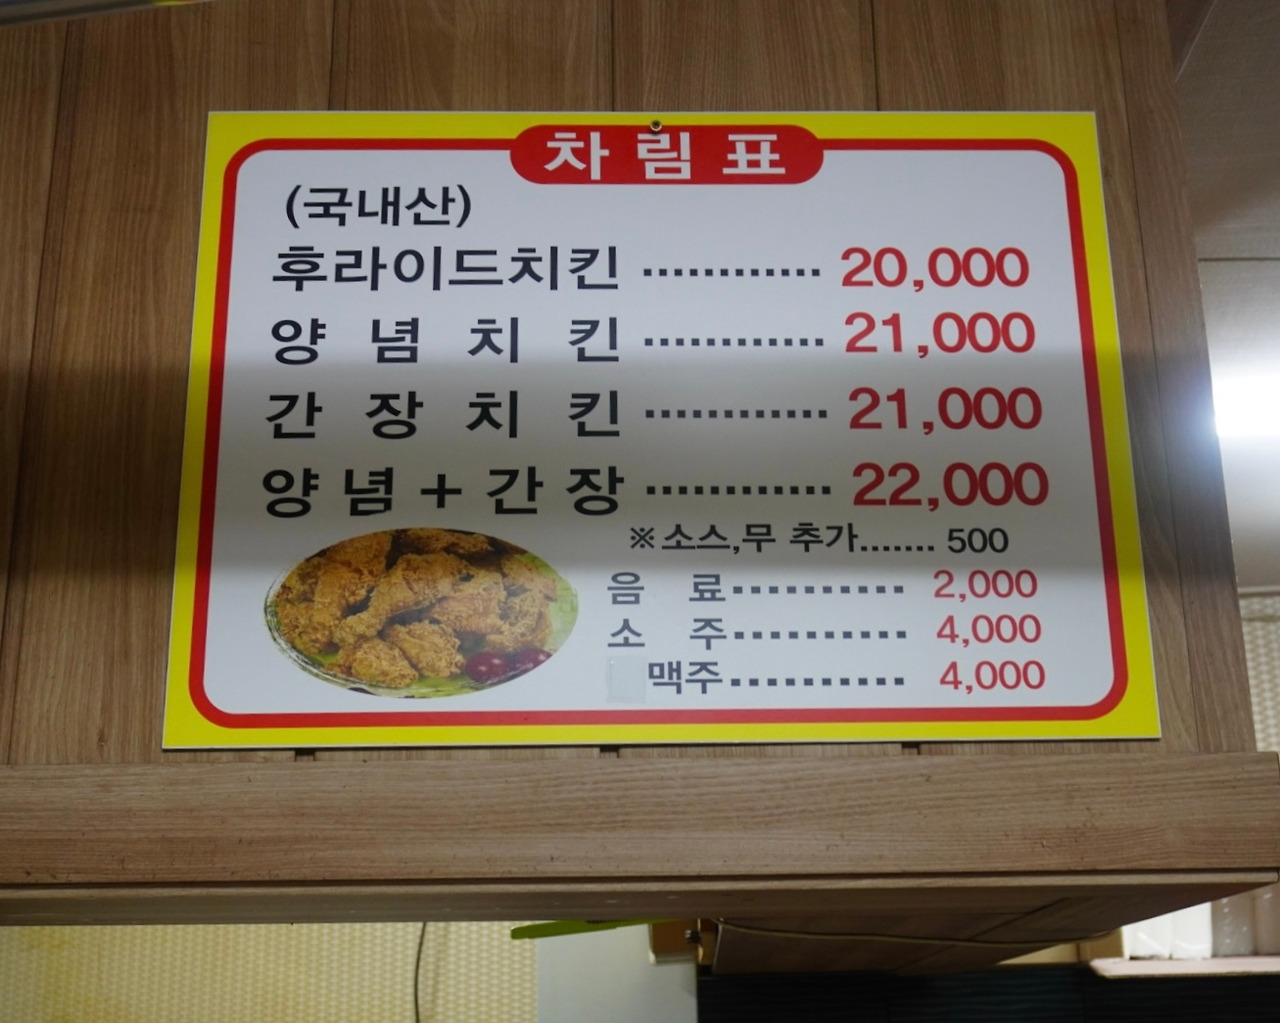 차림표
(국내산)
후라이드치킨 ············ 20,000
양념치킨 ············ 21,000
간장치킨 ············ 21,000
양념+간장 ············ 22,000
※소스,무 추가....... 500
음료·········· 2,000
소주·········· 4,000
맥주·········· 4,000